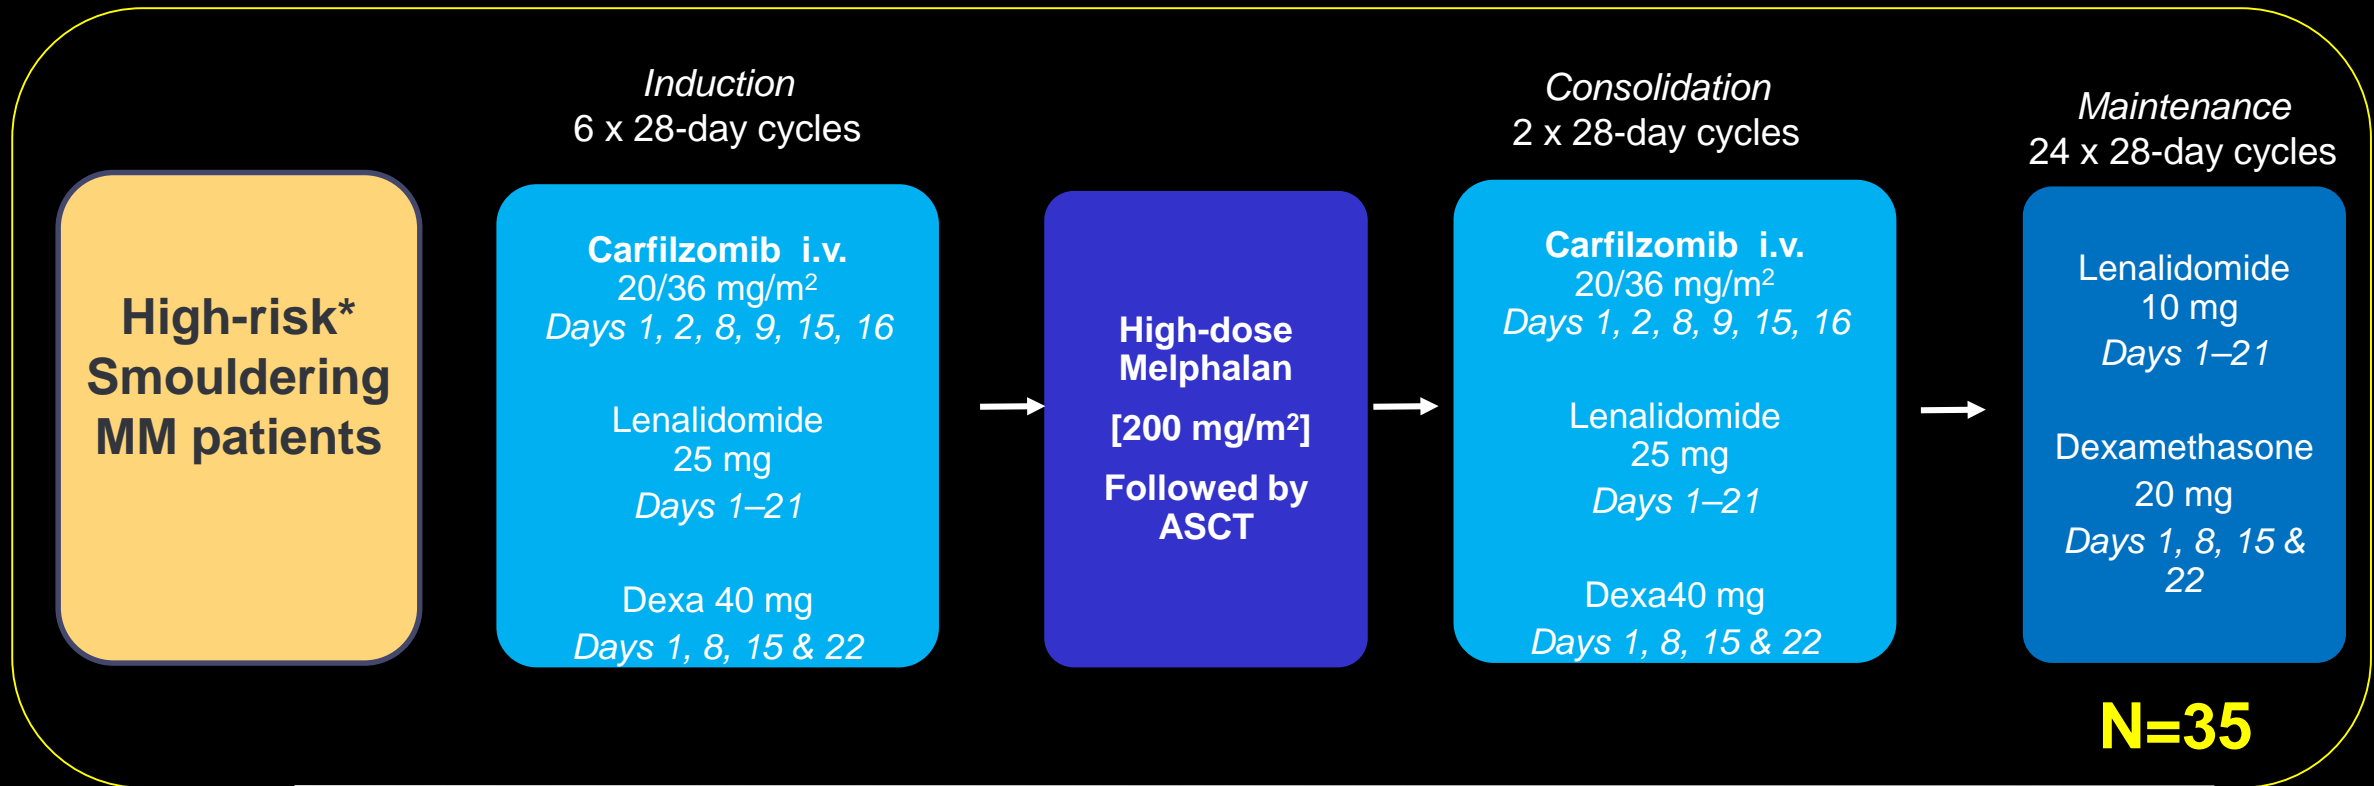 High-risk*
Smouldering
MM patients
Induction
6 x 28-day cycles
Carfilzomib i.v.
20/36 mg/m²
Days 1, 2, 8, 9, 15, 16
Lenalidomide
25 mg
Days 1–21
Dexa 40 mg
Days 1, 8, 15 & 22
High-dose
Melphalan
[200 mg/m²]
Followed by
ASCT
Consolidation
2 x 28-day cycles
Carfilzomib i.v.
20/36 mg/m²
Days 1, 2, 8, 9, 15, 16
Lenalidomide
25 mg
Days 1–21
Dexa40 mg
Days 1, 8, 15 & 22
Maintenance
24 x 28-day cycles
Lenalidomide
10 mg
Days 1–21
Dexamethasone
20 mg
Days 1, 8, 15 &
22
N=35